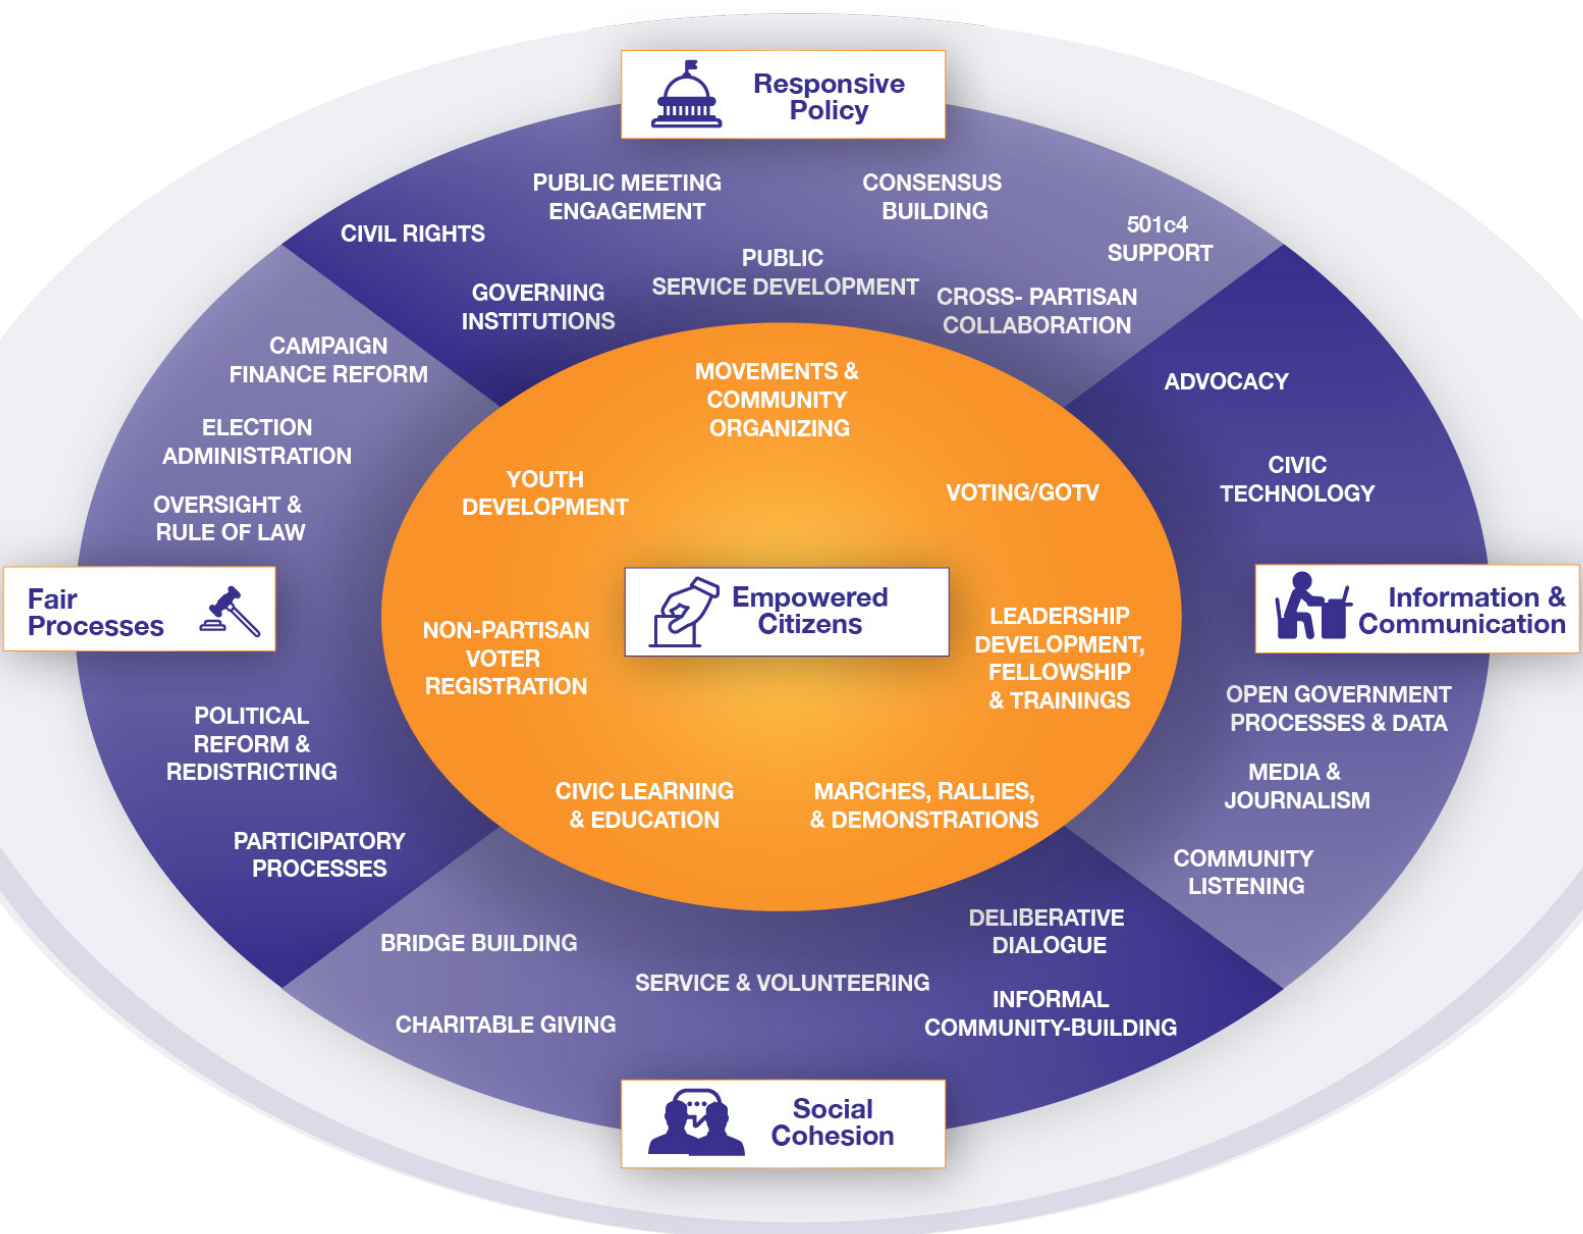 Responsive
Policy
PUBLIC MEETING
ENGAGEMENT
CONSENSUS
BUILDING
CIVIL RIGHTS
501c4
SUPPORT
PUBLIC
SERVICE DEVELOPMENT
GOVERNING
INSTITUTIONS
CROSS- PARTISAN
COLLABORATION
CAMPAIGN
FINANCE REFORM
ELECTION
ADMINISTRATION
OVERSIGHT &
RULE OF LAW
Fair
Processes
POLITICAL
REFORM &
REDISTRICTING
PARTICIPATORY
PROCESSES
MOVEMENTS &
COMMUNITY
ORGANIZING
YOUTH
DEVELOPMENT
VOTING/GOTV
Empowered
Citizens
NON-PARTISAN
VOTER
REGISTRATION
LEADERSHIP
DEVELOPMENT,
FELLOWSHIP
& TRAININGS
CIVIC LEARNING
& EDUCATION
MARCHES, RALLIES,
& DEMONSTRATIONS
ADVOCACY
CIVIC
TECHNOLOGY
Information &
Communication
OPEN GOVERNMENT
PROCESSES & DATA
MEDIA &
JOURNALISM
COMMUNITY
LISTENING
BRIDGE BUILDING
DELIBERATIVE
DIALOGUE
SERVICE & VOLUNTEERING
CHARITABLE GIVING
INFORMAL
COMMUNITY-BUILDING
Social
Cohesion